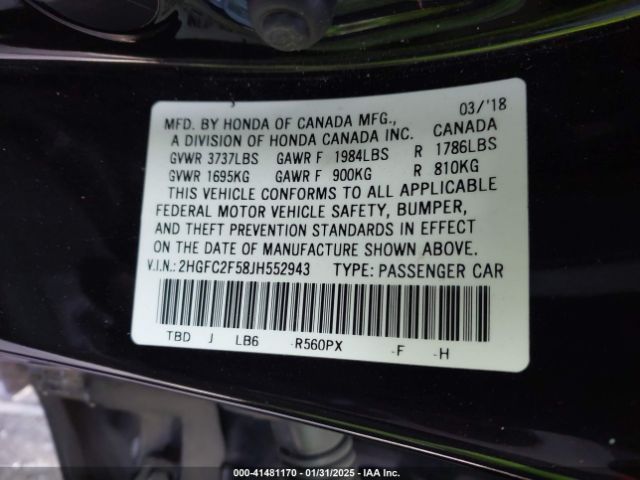 03/'18
MFD. BY HONDA OF CANADA MFG., CANADA
A DIVISION OF HONDA CANADA INC.
GVWR 3737LBS GAWR F 1984LBS R 1786LBS
GVWR 1695KG GAWR F 900KG R 810KG
THIS VEHICLE CONFORMS TO ALL APPLICABLE
FEDERAL MOTOR VEHICLE SAFETY, BUMPER,
AND THEFT PREVENTION STANDARDS IN EFFECT
ON THE DATE OF MANUFACTURE SHOWN ABOVE.
V.I.N.: 2HGFC2F58JH552943 TYPE: PASSENGER CAR
TBD J LB6 -R560PX -F -H
000-41481170 - 01/31/2025 - IAA Inc.